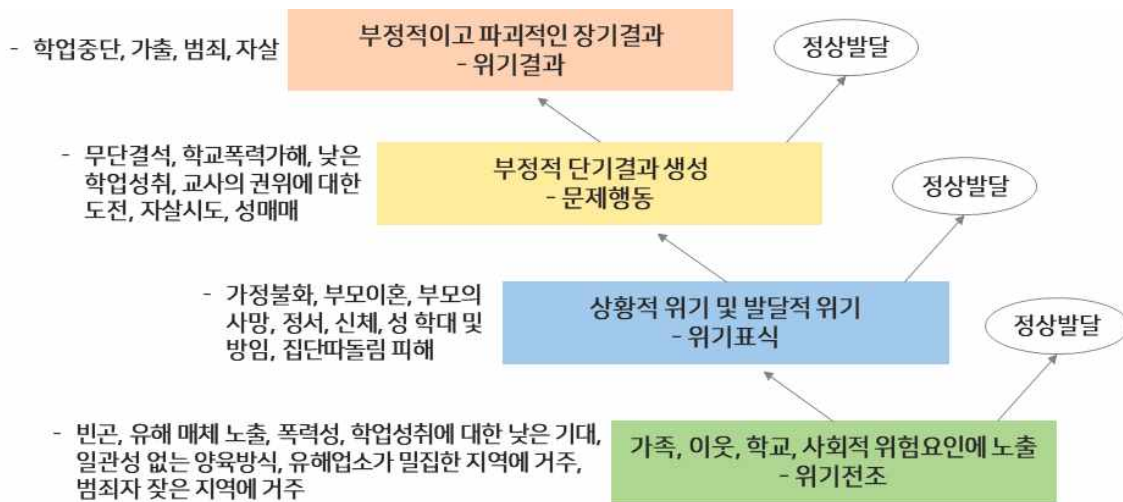 - 학업중단, 가출, 범죄, 자살
부정적이고 파괴적인 장기결과
- 위기결과
정상발달
- 무단결석, 학교폭력가해, 낮은
학업성취, 교사의 권위에 대한
도전, 자살시도, 성매매
부정적 단기결과 생성
- 문제행동
정상발달
- 가정불화, 부모이혼, 부모의
사망, 정서, 신체, 성 학대 및
방임, 집단따돌림 피해
상황적 위기 및 발달적 위기
- 위기표식
정상발달
- 빈곤, 유해 매체 노출, 폭력성, 학업성취에 대한 낮은 기대,
일관성 없는 양육방식, 유해업소가 밀집한 지역에 거주,
범죄자 잦은 지역에 거주
가족, 이웃, 학교, 사회적 위험요인에 노출
- 위기전조